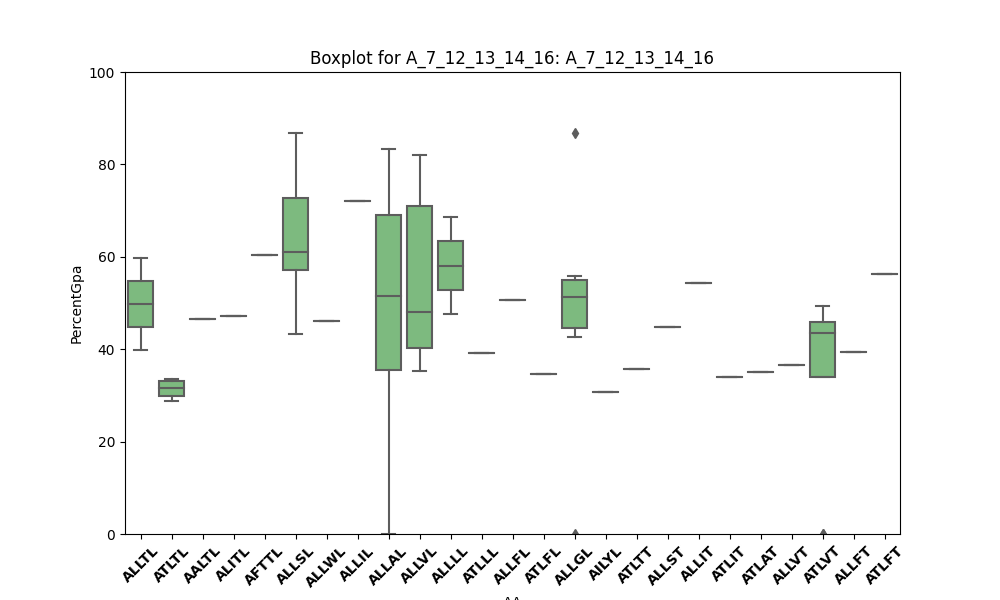 Boxplot for A_7_12_13_14_16: A_7_12_13_14_16
100
80
60
40
20
0
PercentGpa
ALLTL
ATLTL
AALTL
ALITL
AFTTL
ALLSL
ALLWL
ALLIL
ALLAL
ALLVL
ALLLL
ATLLL
ALLFL
ATLFL
ALLGL
AILYL
ATLTT
ALLST
ALLIT
ATLIT
ATLAT
ALLVT
ATLVT
ALLFT
ATLFT